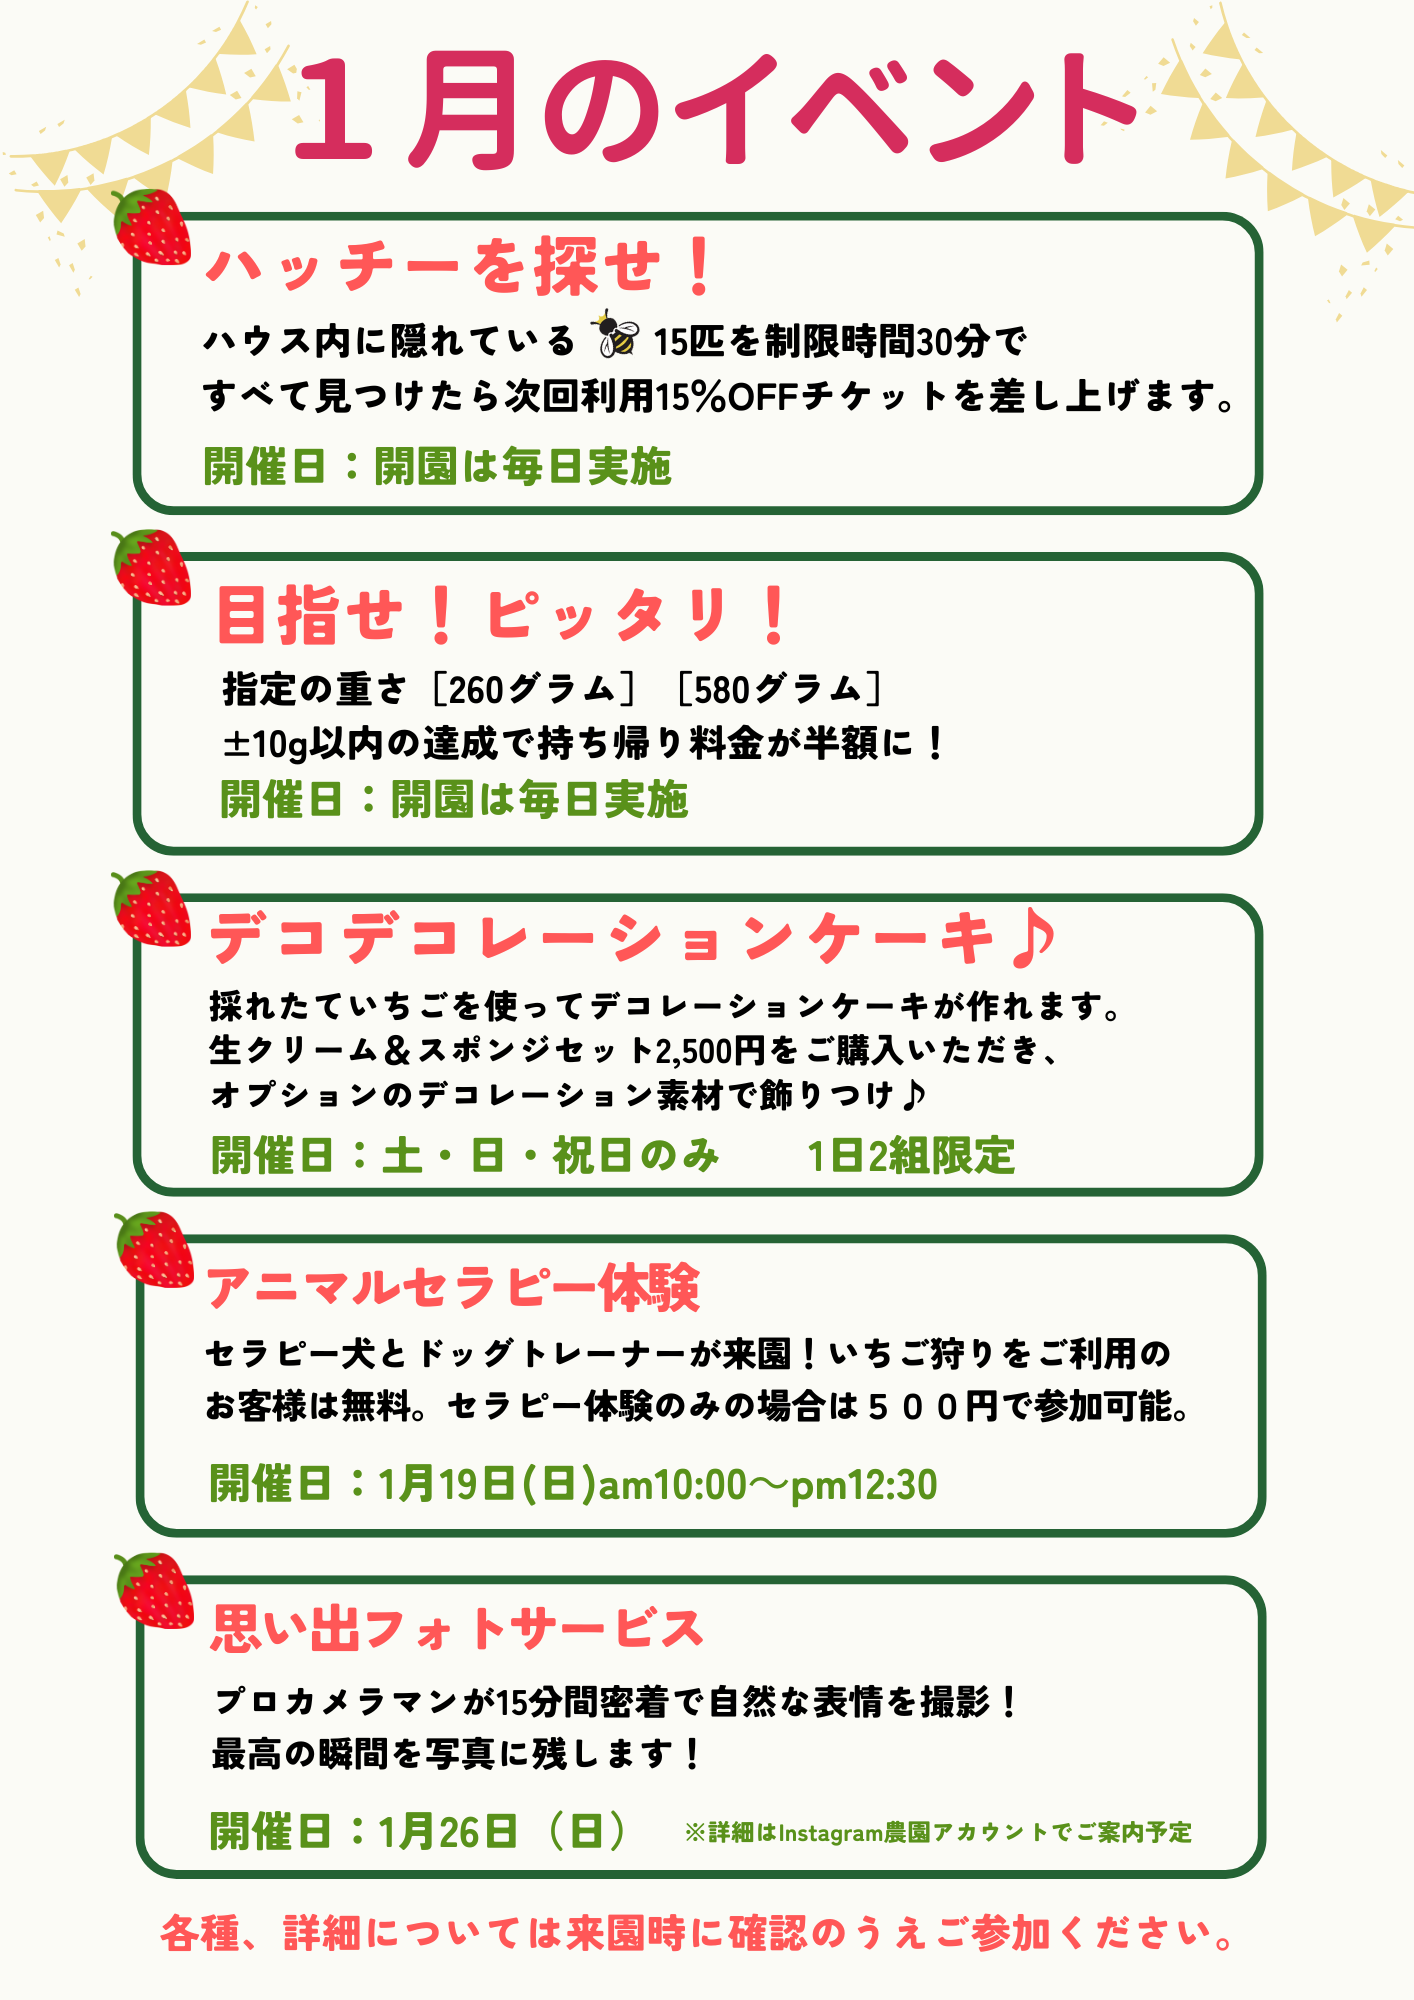 １月のイベント
ハッチーを探せ！
ハウス内に隠れている 15匹を制限時間30分で
すべて見つけたら次回利用15%OFFチケットを差し上げます。
開催日：開園は毎日実施
目指せ！ピッタリ！
指定の重さ［260グラム］［580グラム］
±10g以内の達成で持ち帰り料金が半額に！
開催日：開園は毎日実施
デコデコレーションケーキ♪
採れたていちごを使ってデコレーションケーキが作れます。
生クリーム＆スポンジセット2,500円をご購入いただき、
オプションのデコレーション素材で飾りつけ♪
開催日：土・日・祝日のみ　　1日2組限定
アニマルセラピー体験
セラピー犬とドッグトレーナーが来園！いちご狩りをご利用の
お客様は無料。セラピー体験のみの場合は５００円で参加可能。
開催日：1月19日(日)am10:00〜pm12:30
思い出フォトサービス
プロカメラマンが15分間密着で自然な表情を撮影！
最高の瞬間を写真に残します！
開催日：1月26日（日）　※詳細はInstagram農園アカウントでご案内予定
各種、詳細については来園時に確認のうえご参加ください。